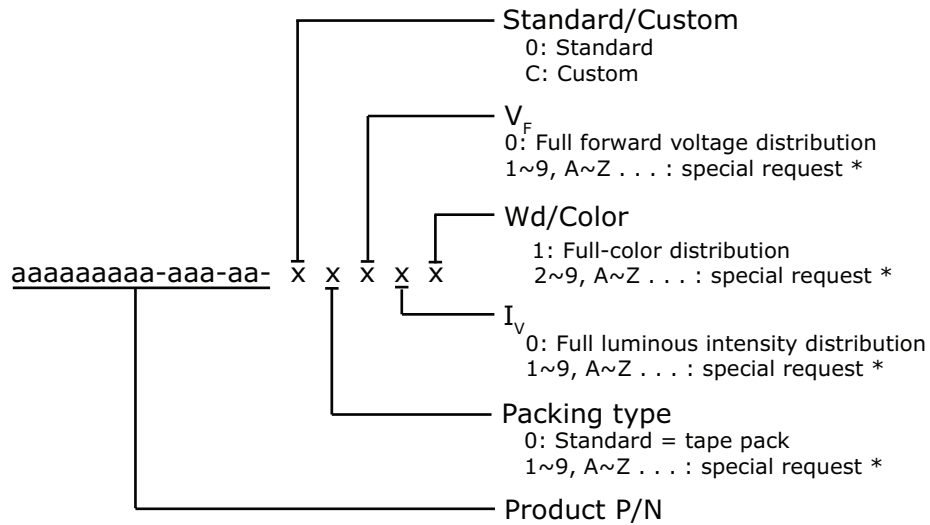 Standard/Custom
0: Standard
C: Custom
VF
0: Full forward voltage distribution
1~9, A~Z . . . : special request *
Wd/Color
1: Full-color distribution
2~9, A~Z . . . : special request *
aaaaaaaaa-aaa-aa- x x x x x
IV
0: Full luminous intensity distribution
1~9, A~Z . . . : special request *
Packing type
0: Standard = tape pack
1~9, A~Z . . . : special request *
Product P/N